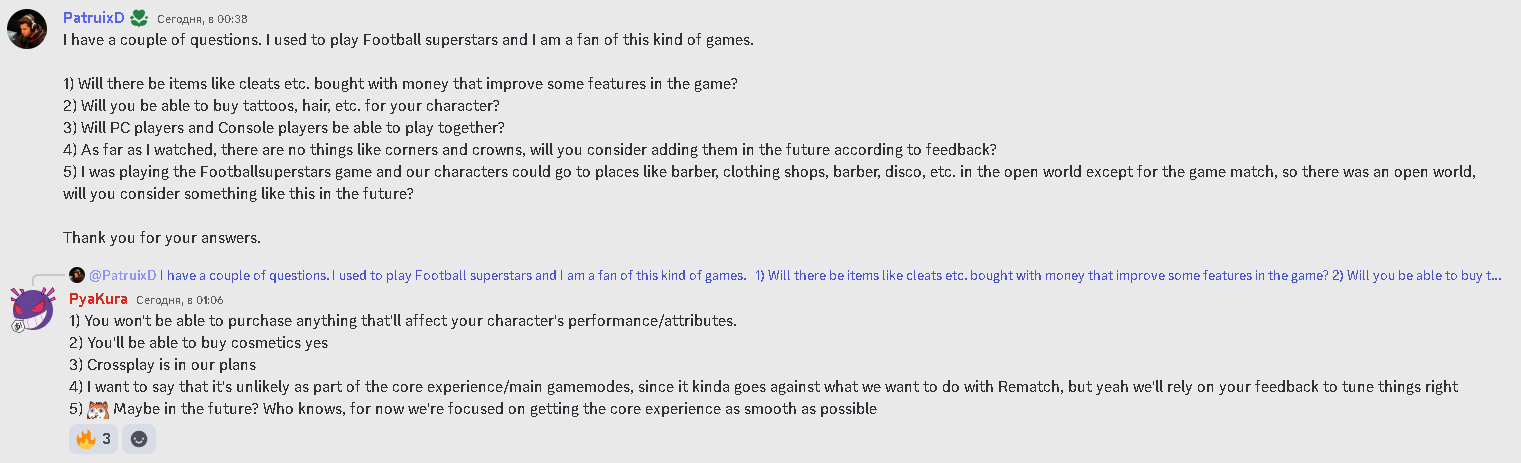 PatruixD Сегодня, в 00:38
I have a couple of questions. I used to play Football superstars and I am a fan of this kind of games.
1) Will there be items like cleats etc. bought with money that improve some features in the game?
2) Will you be able to buy tattoos, hair, etc. for your character?
3) Will PC players and Console players be able to play together?
4) As far as I watched, there are no things like corners and crowns, will you consider adding them in the future according to feedback?
5) I was playing the Footballsuperstars game and our characters could go to places like barber, clothing shops, barber, disco, etc. in the open world except for the game match, so there was an open world,
will you consider something like this in the future?
Thank you for your answers.
@PatruixD I have a couple of questions. I used to play Football superstars and I am a fan of this kind of games. 1) Will there be items like cleats etc. bought with money that improve some features in the game? 2) Will you be able to buy t...
PyaKura Сегодня, в 01:06
1) You won't be able to purchase anything that'll affect your character's performance/attributes.
2) You'll be able to buy cosmetics yes
3) Crossplay is in our plans
4) I want to say that it's unlikely as part of the core experience/main gamemodes, since it kinda goes against what we want to do with Rematch, but yeah we'll rely on your feedback to tune things right
5) Maybe in the future? Who knows, for now we're focused on getting the core experience as smooth as possible
3